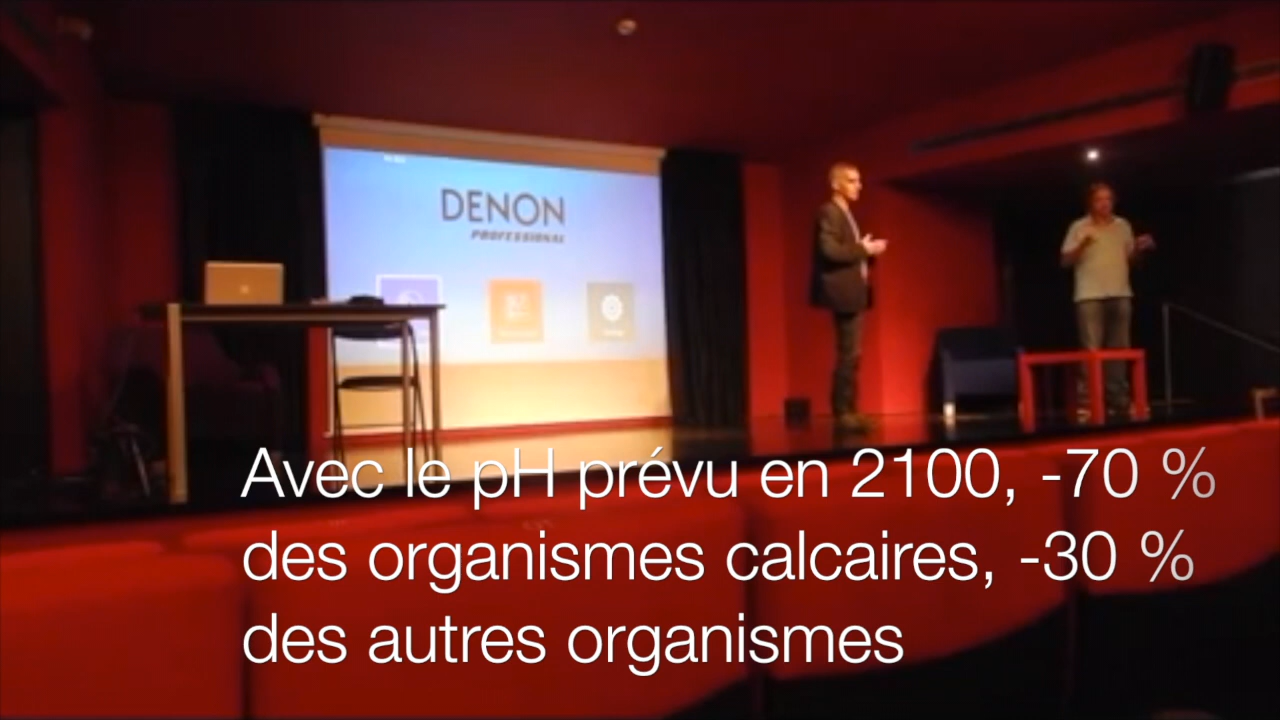 DENON
PROFESSIONAL
Avec le pH prévu en 2100, -70 %
des organismes calcaires, -30 %
des autres organismes